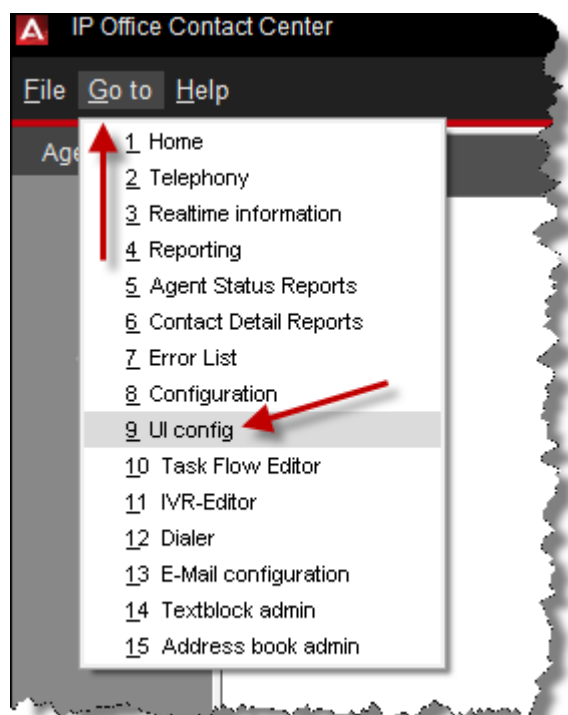 IP Office Contact Center
File Go to Help
Age
1 Home
2 Telephony
3 Realtime information
4 Reporting
5 Agent Status Reports
6 Contact Detail Reports
7 Error List
8 Configuration
9 UI config
10 Task Flow Editor
11 IVR-Editor
12 Dialer
13 E-Mail configuration
14 Textblock admin
15 Address book admin